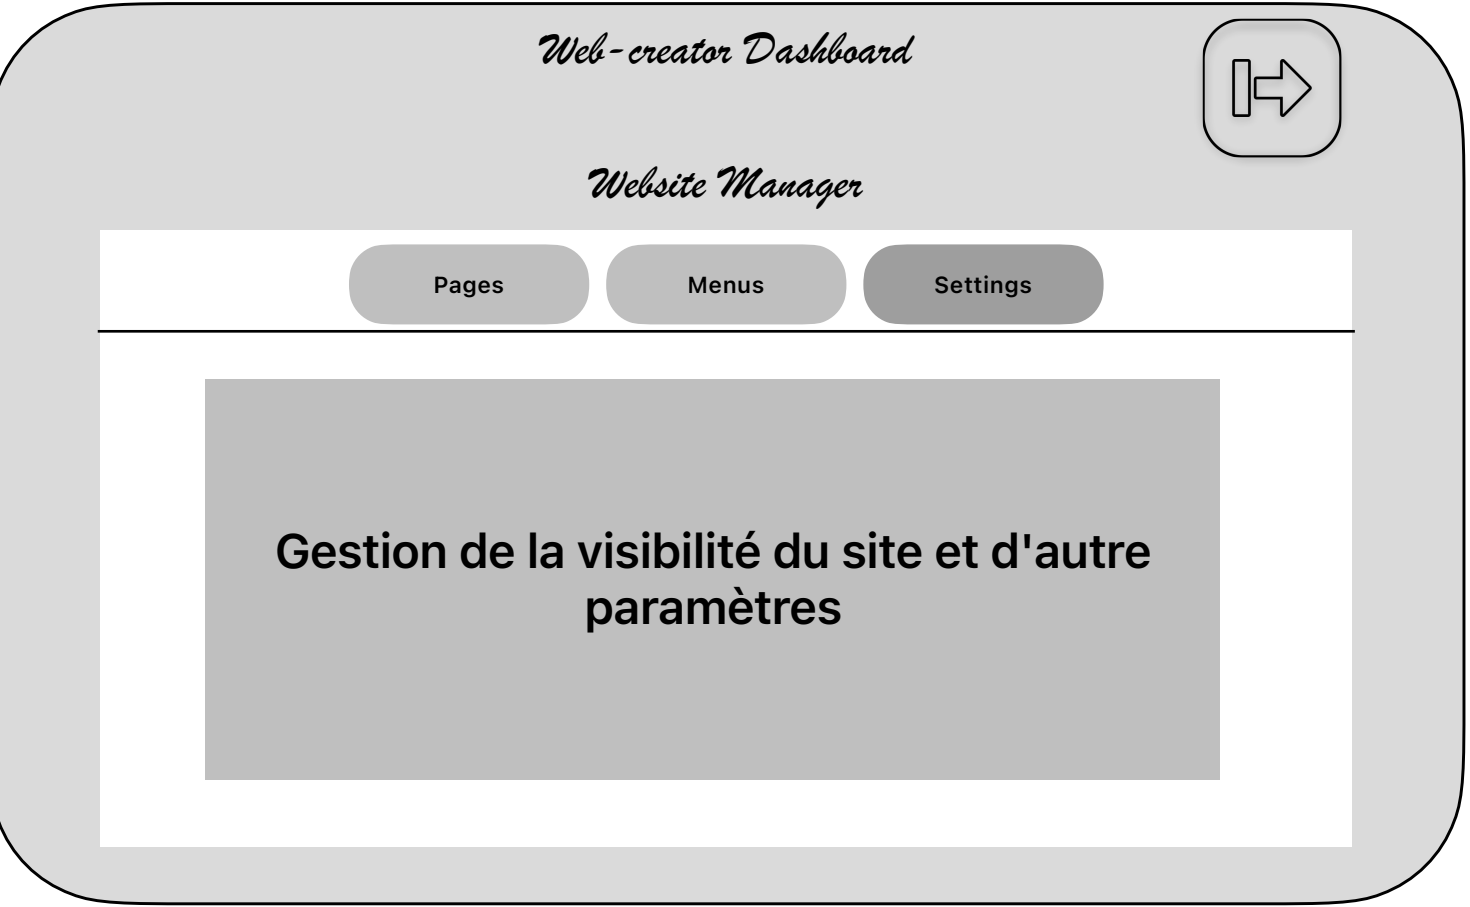 Web-creator Dashboard
Website Manager
Pages Menus Settings
Gestion de la visibilité du site et d'autre
paramètres